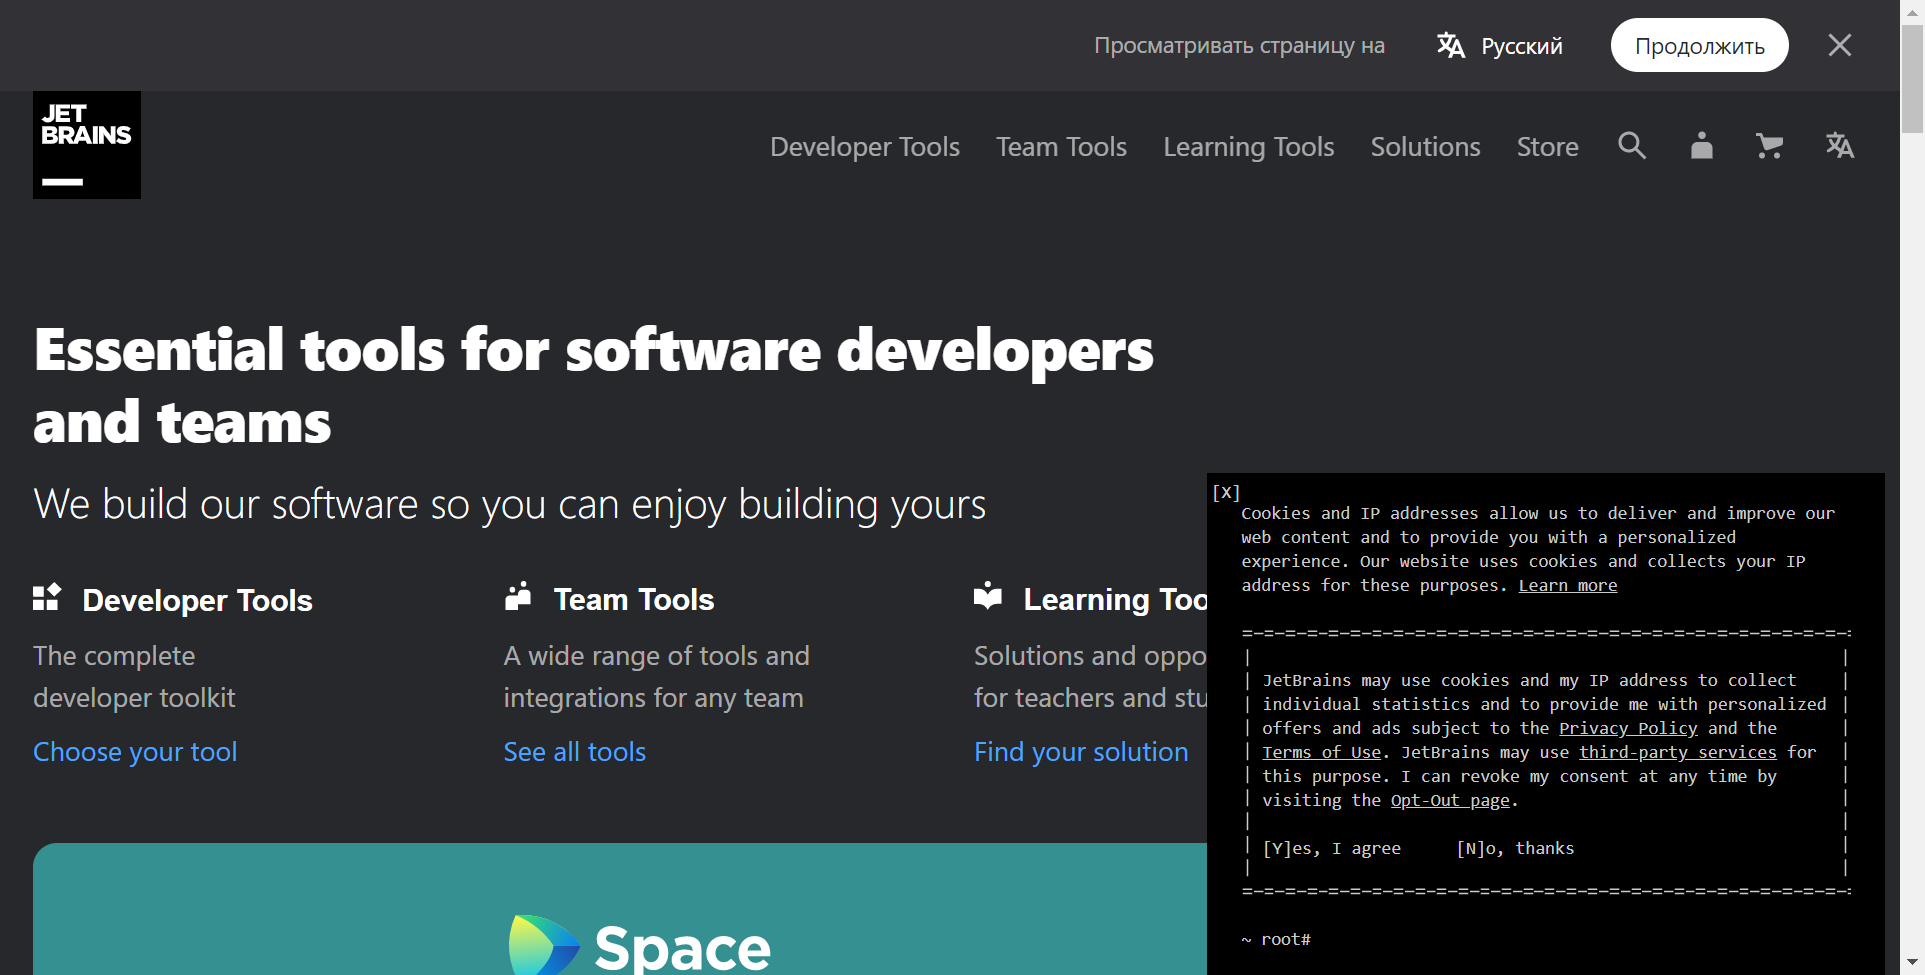 Просматривать страницу на Русский Продолжить
JET
BRAINS
Developer Tools Team Tools Learning Tools Solutions Store
Essential tools for software developers
and teams
We build our software so you can enjoy building yours
Developer Tools
The complete
developer toolkit
Choose your tool
Team Tools
A wide range of tools and
integrations for any team
See all tools
Learning Too
Solutions and oppo
for teachers and stu
Find your solution
Space
[X]
Cookies and IP addresses allow us to deliver and improve our
web content and to provide you with a personalized
experience. Our website uses cookies and collects your IP
address for these purposes. Learn more
JetBrains may use cookies and my IP address to collect
individual statistics and to provide me with personalized
offers and ads subject to the Privacy Policy and the
Terms of Use. JetBrains may use third-party services for
this purpose. I can revoke my consent at any time by
visiting the Opt-Out page.
[Y]es, I agree [N]o, thanks
~ root#